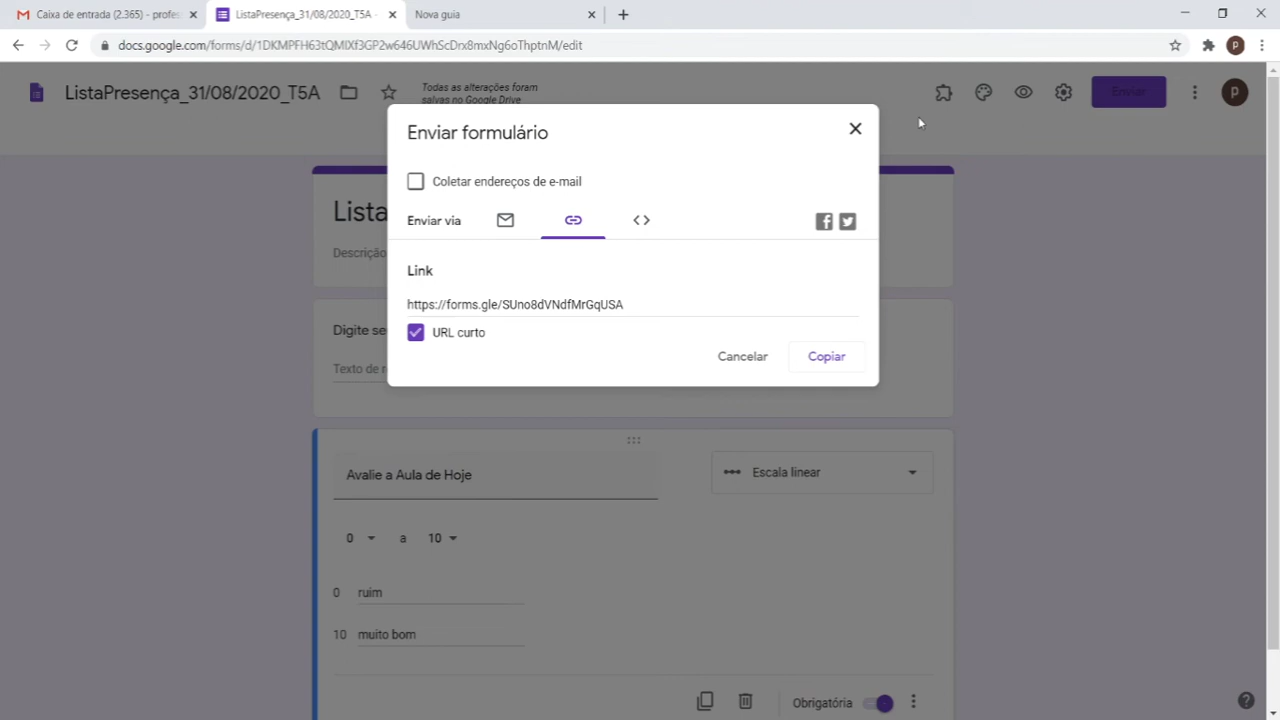 Caixa de entrada (2.365) - profes
ListaPresença_31/08/2020_T5A -
Nova guia
docs.google.com/forms/d/1DKMPFH63tQMIXf3GP2w646UWhScDrx8mxNg6oThptnM/edit
P
ListaPresença_31/08/2020_T5A
Todas as alterações foram
salvas no Google Drive
Enviar
P
Enviar formulário
Coletar endereços de e-mail
Lista
Enviar via
Descrição
Link
https://forms.gle/SUno8dVNdfMrGqUSA
Digite se
URL curto
Cancelar
Copiar
Texto de r
Avalie a Aula de Hoje
Escala linear
0 a 10
0 ruim
10 muito bom
Obrigatória